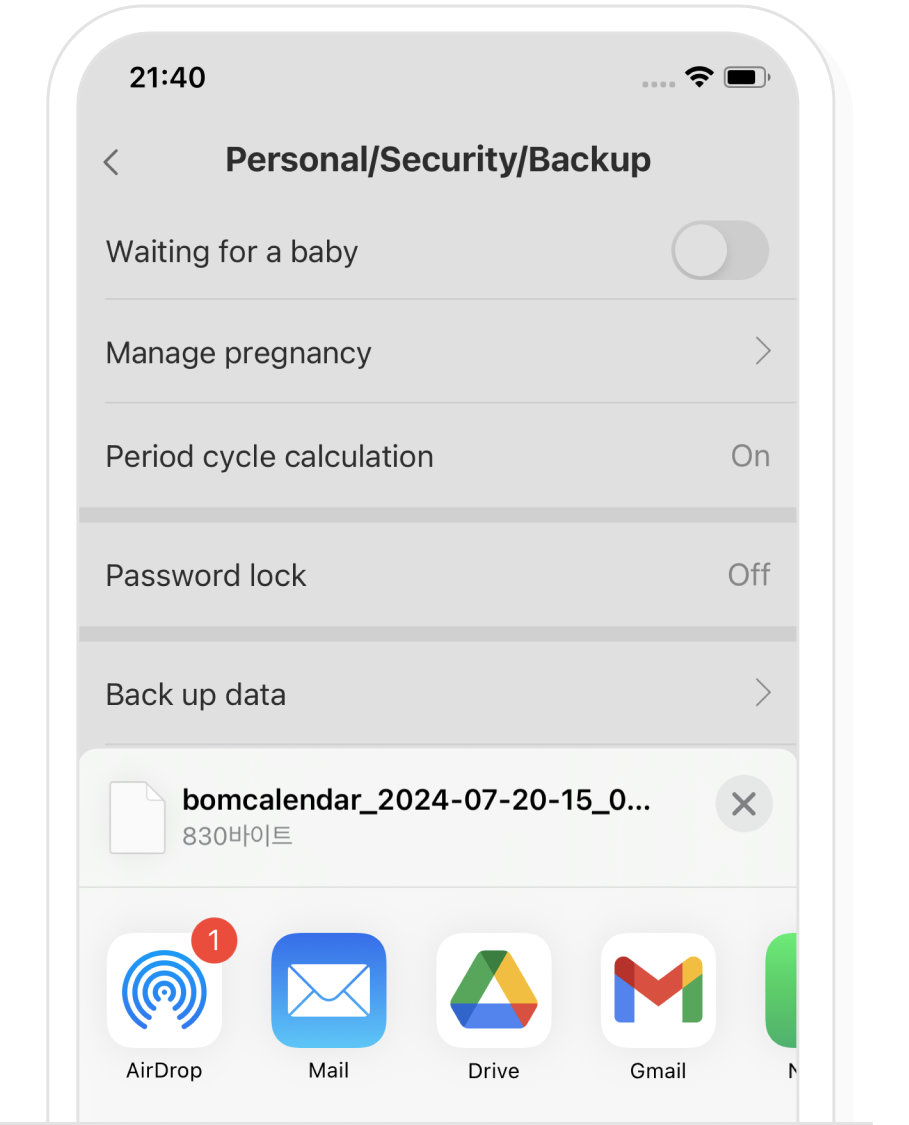 21:40
Personal/Security/Backup
Waiting for a baby
Manage pregnancy
Period cycle calculation
On
Password lock
Off
Back up data
bomcalendar_2024-07-20-15_0...
830바이트
1
AirDrop
Mail
Drive
Gmail